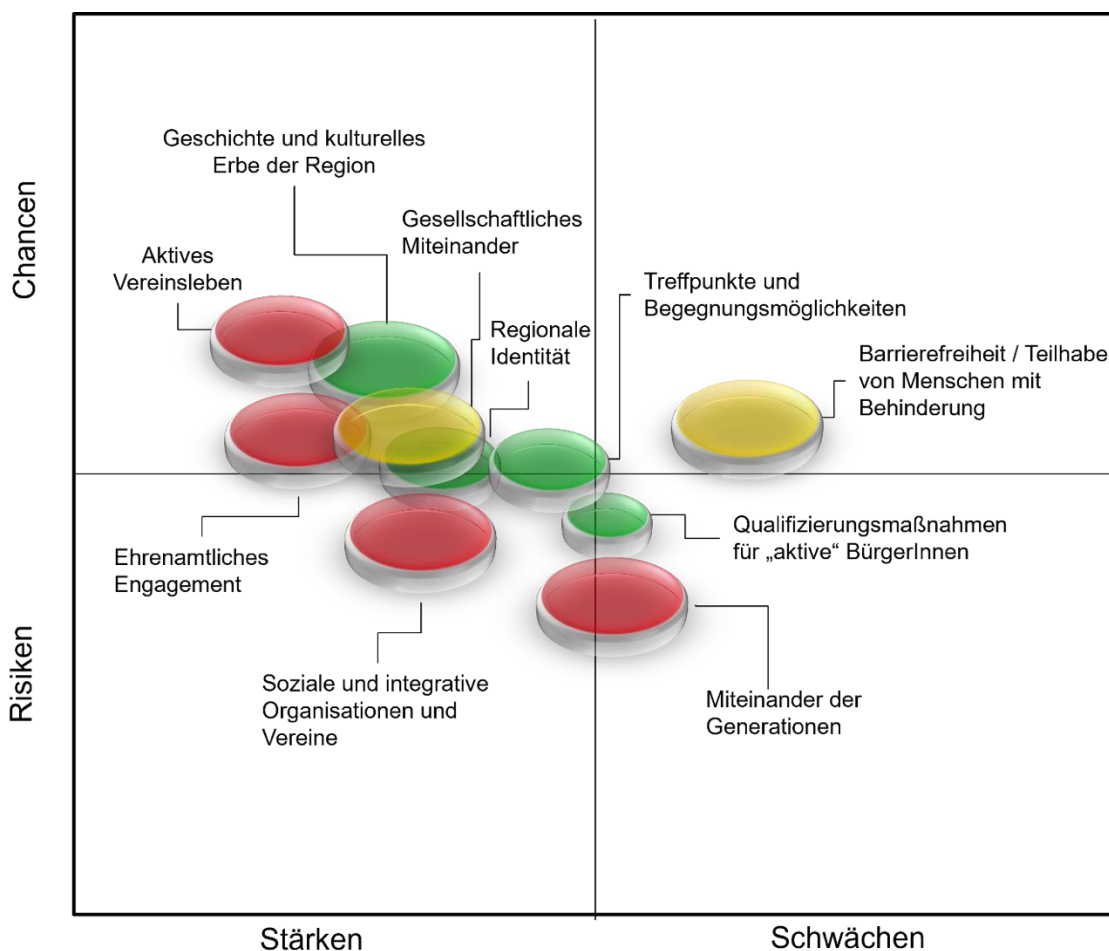 Chancen
Risiken
Geschichte und kulturelles
Erbe der Region
Gesellschaftliches
Miteinander
Aktives
Vereinsleben
Regionale
Identität
Treffpunkte und
Begegnungsmöglichkeiten
Barrierefreiheit / Teilhabe
von Menschen mit
Behinderung
Ehrenamtliches
Engagement
Qualifizierungsmaßnahmen
für „aktive“ BürgerInnen
Soziale und integrative
Organisationen und
Vereine
Miteinander der
Generationen
Stärken
Schwächen